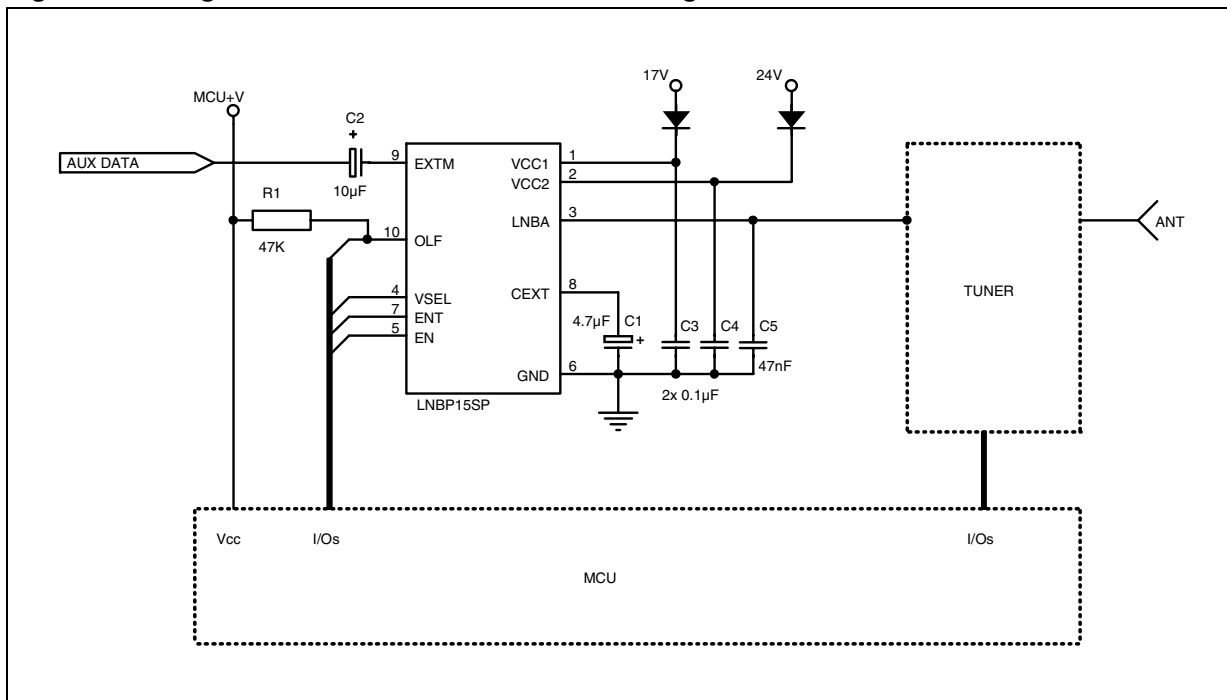 17V
24V
MCU+V
C2
+
AUX DATA
9
EXTM
VCC1
1
VCC2
2
10µF
R1
LNBA
3
ANT
10
OLF
47K
TUNER
4
VSEL
CEXT
8
7
ENT
5
EN
4.7µF
C1
+
C3
C4
C5
47nF
GND
6
2x 0.1µF
LNBP15SP
Vcc
I/Os
I/Os
MCU